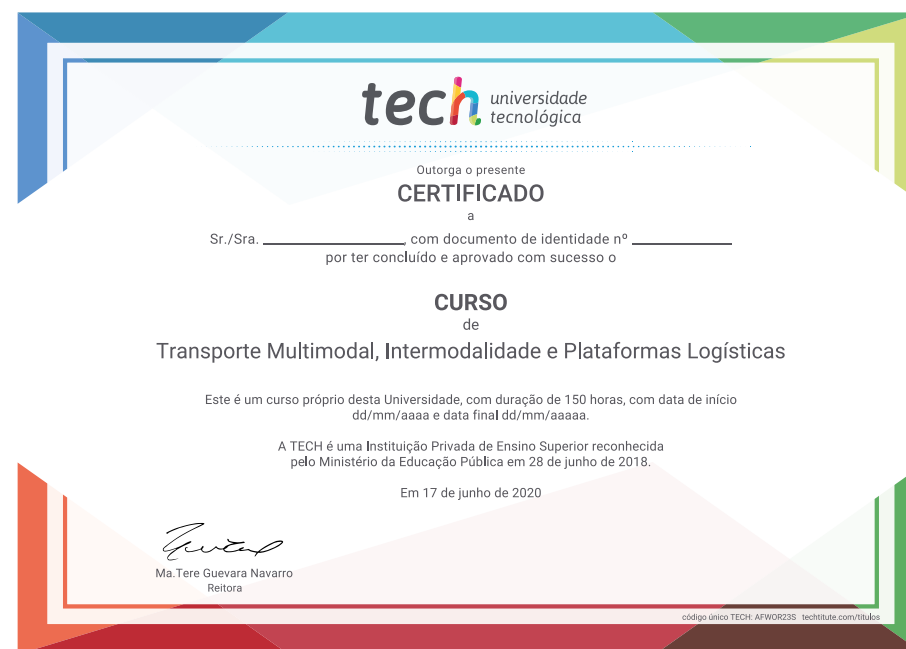 tech universidade
tecnológica
Outorga o presente
CERTIFICADO
a
Sr./Sra. ________________, com documento de identidade nº ____________
por ter concluído e aprovado com sucesso o
CURSO
de
Transporte Multimodal, Intermodalidade e Plataformas Logísticas
Este é um curso próprio desta Universidade, com duração de 150 horas, com data de início
dd/mm/aaaa e data final dd/mm/aaaaa.
A TECH é uma Instituição Privada de Ensino Superior reconhecida
pelo Ministério da Educação Pública em 28 de junho de 2018.
Em 17 de junho de 2020
Ma.Tere Guevara Navarro
Reitora
código único TECH: AFWOR23S techtitute.com/titulos